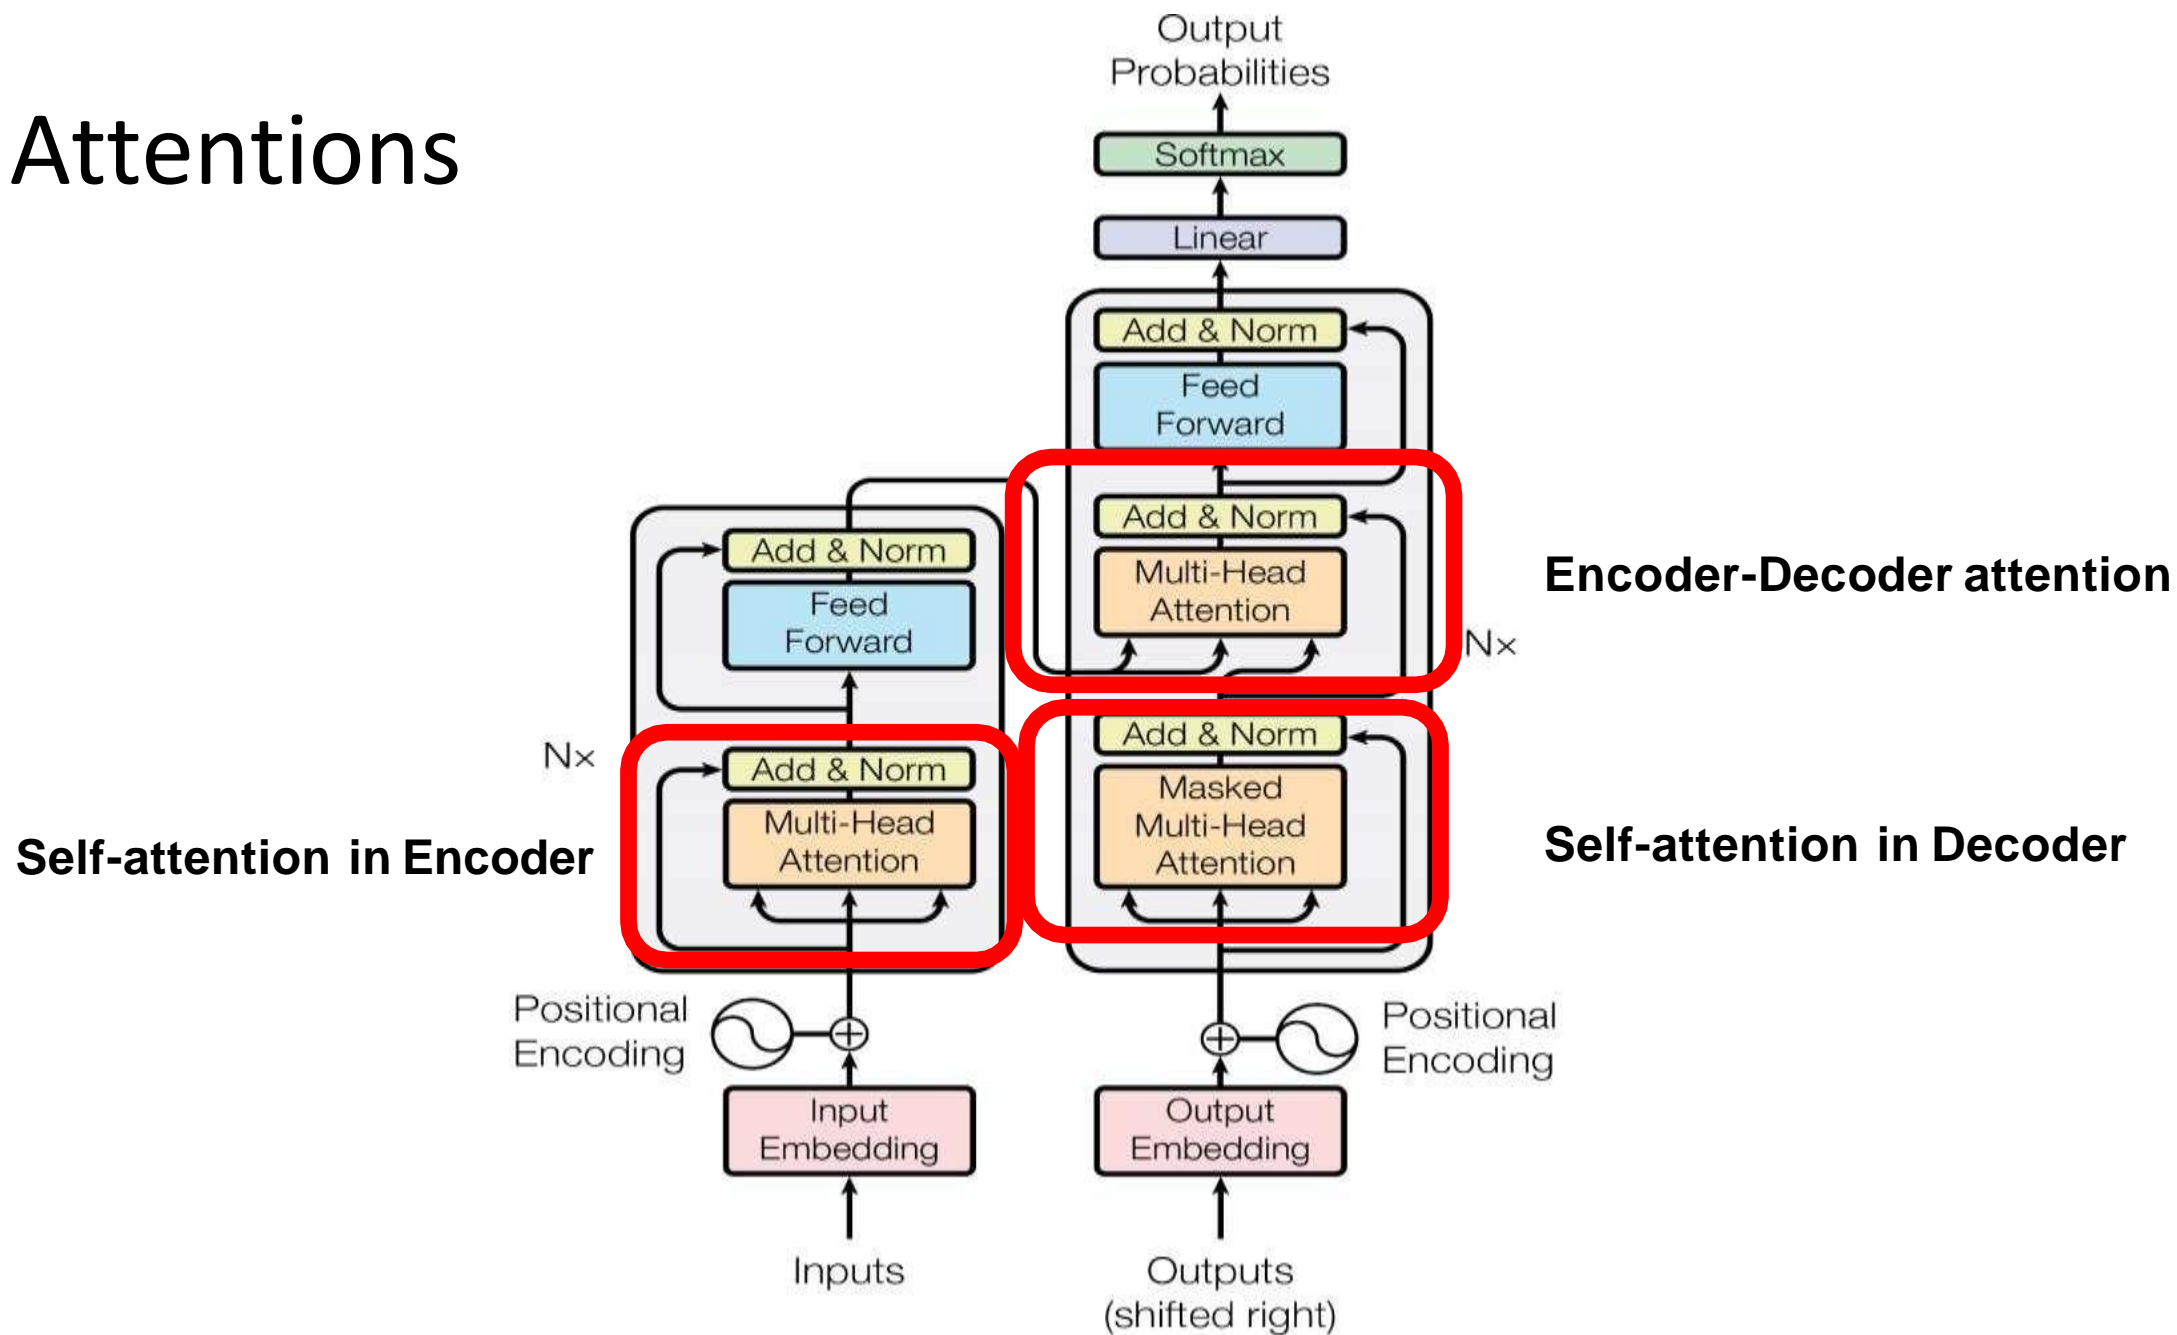 Attentions
Output
Probabilities
Softmax
Linear
Add & Norm
Feed
Forward
Add & Norm
Multi-Head
Attention
Encoder-Decoder attention
Nx
Add & Norm
Masked
Multi-Head
Attention
Self-attention in Decoder
Add & Norm
Feed
Forward
Nx
Add & Norm
Multi-Head
Attention
Self-attention in Encoder
Positional
Encoding
Positional
Encoding
Input
Embedding
Output
Embedding
Inputs
Outputs
(shifted right)